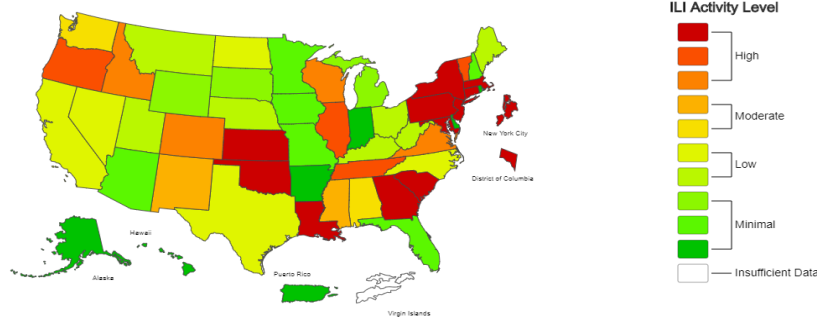 ILI Activity Level
High
Moderate
Low
Minimal
Insufficient Data
New York City
District of Columbia
Hawaii
Alaska
Puerto Rico
Virgin Islands